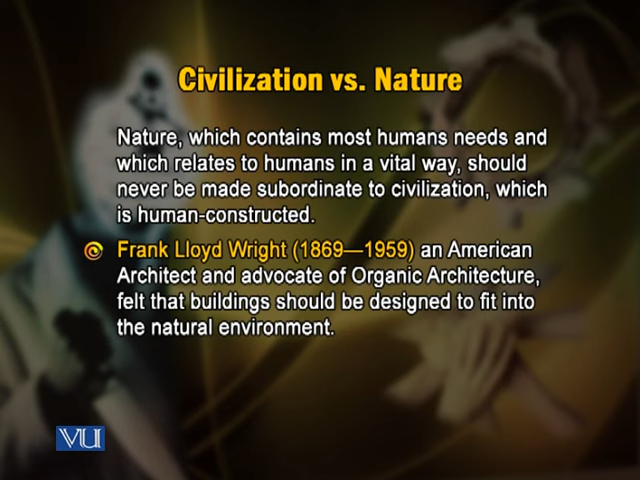 Civilization vs. Nature
Nature, which contains most humans needs and
which relates to humans in a vital way, should
never be made subordinate to civilization, which
is human-constructed.
Frank Lloyd Wright (1869—1959) an American
Architect and advocate of Organic Architecture,
felt that buildings should be designed to fit into
the natural environment.
VU